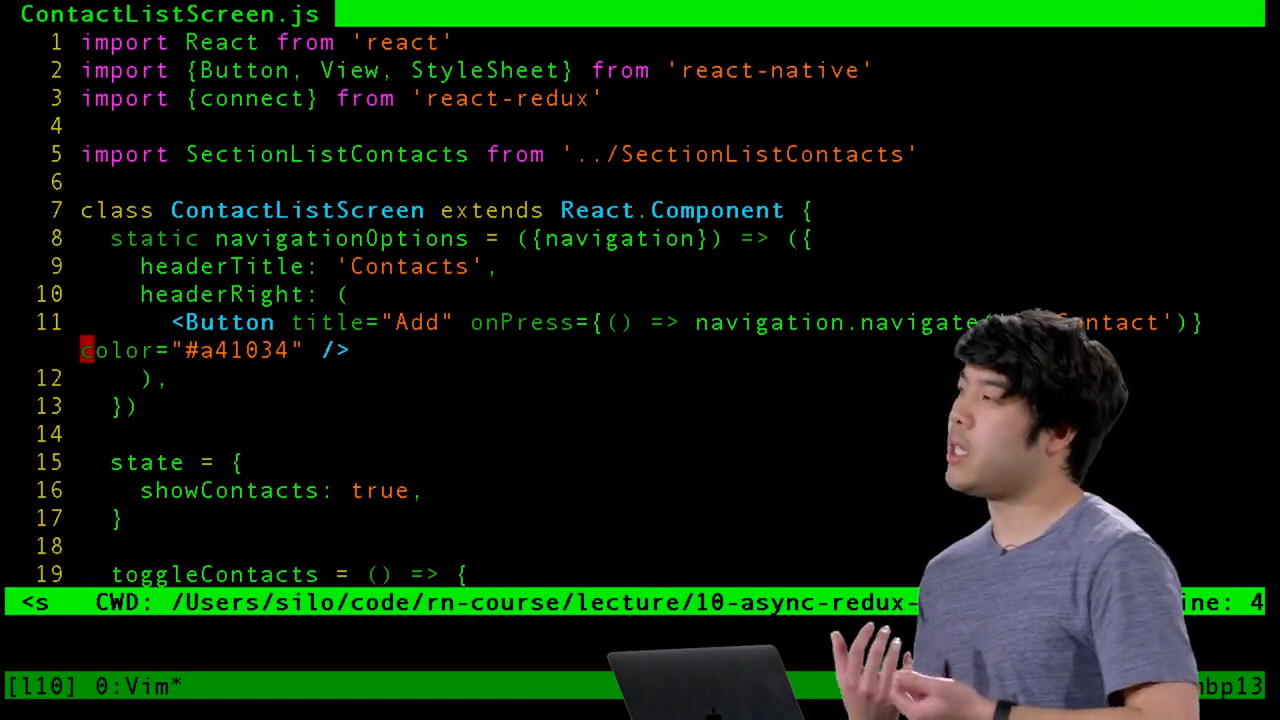 ContactListScreen.js
1 import React from 'react'
2 import {Button, View, StyleSheet} from 'react-native'
3 import {connect} from 'react-redux'
4
5 import SectionListContacts from '../SectionListContacts'
6
7 class ContactListScreen extends React.Component {
8 static navigationOptions = ({navigation}) => ({
9 headerTitle: 'Contacts',
10 headerRight: (
11 <Button title="Add" onPress={() => navigation.navigate( ontact')}
color="#a41034" />
12 ),
13 })
14
15 state = {
16 showContacts: true,
17 }
18
19 toggleContacts = () => {
<s CWD: /Users/silo/code/rn-course/lecture/10-async-redux- ine: 4
[l10] 0:Vim* mbp13